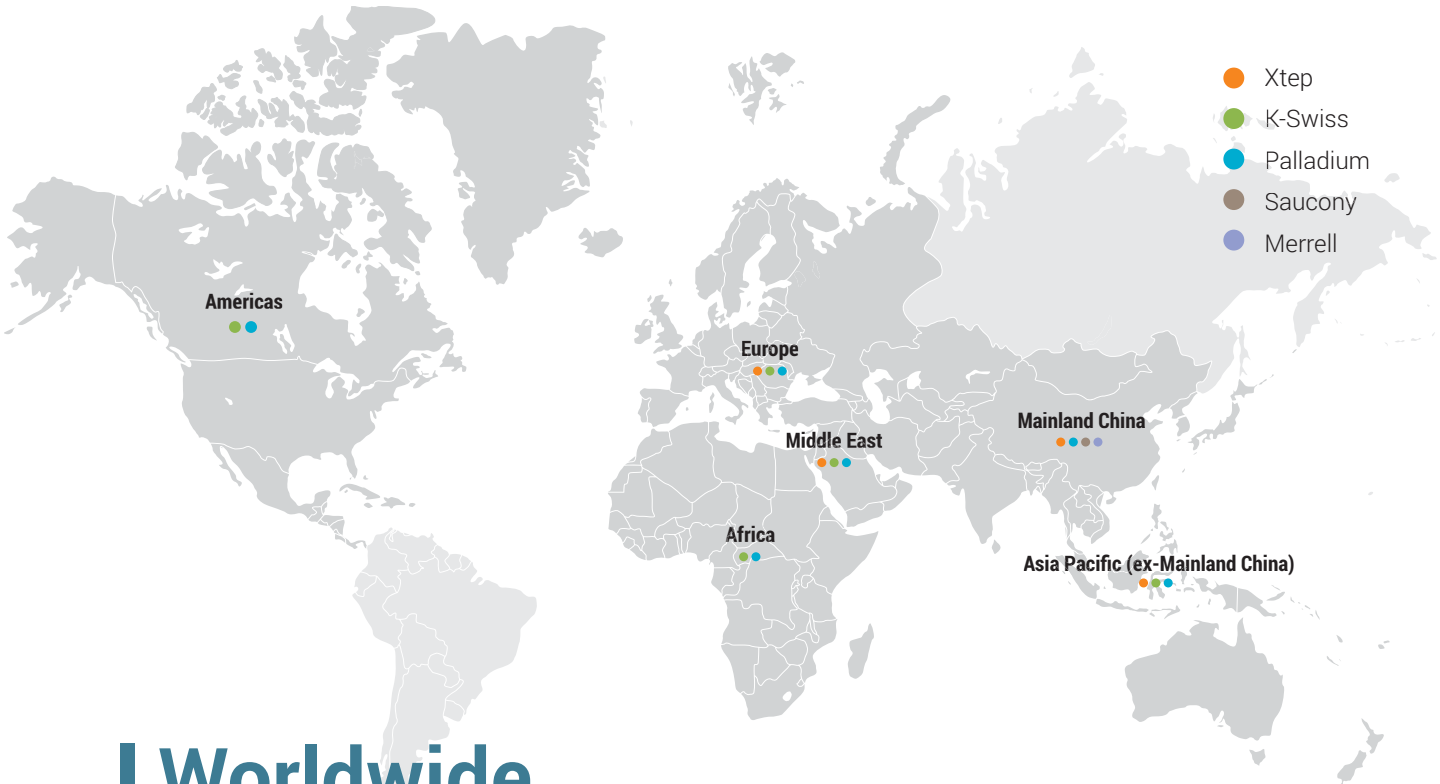 Xtep
K-Swiss
Palladium
Saucony
Merrell
Americas
Europe
Mainland China
Middle East
Africa
Asia Pacific (ex-Mainland China)
Worldwide